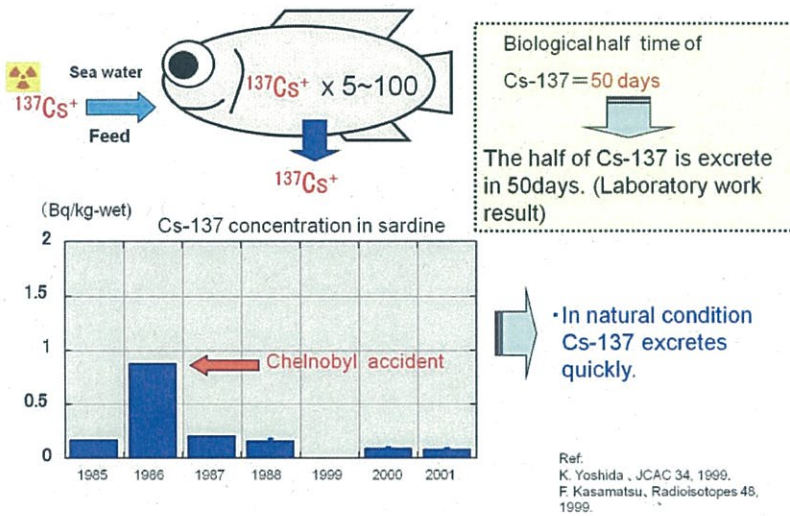 Sea water
137Cs+
Feed
137Cs+ x 5~100
137Cs+
Biological half time of
Cs-137=50 days
The half of Cs-137 is excrete
in 50days. (Laboratory work
result)
(Bq/kg-wet)
Cs-137 concentration in sardine
2
1.5
1
0.5
0
Chelnobyl accident
1985 1986 1987 1988 1999 2000 2001
・In natural condition
Cs-137 excretes
quickly.
Ref:
K. Yoshida 、JCAC 34, 1999.
F. Kasamatsu、Radioisotopes 48,
1999.